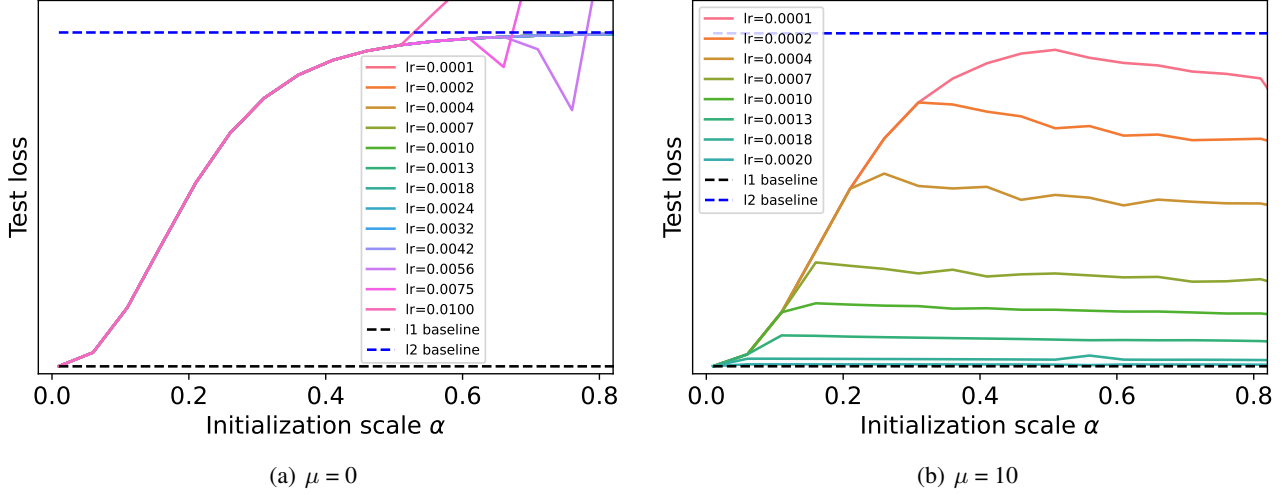 Test loss
lr=0.0001
lr=0.0002
lr=0.0004
lr=0.0007
lr=0.0010
lr=0.0013
lr=0.0018
lr=0.0024
lr=0.0032
lr=0.0042
lr=0.0056
lr=0.0075
lr=0.0100
l1 baseline
l2 baseline
0.0 0.2 0.4 0.6 0.8
Initialization scale α
(a) μ = 0
Test loss
lr=0.0001
lr=0.0002
lr=0.0004
lr=0.0007
lr=0.0010
lr=0.0013
lr=0.0018
lr=0.0020
l1 baseline
l2 baseline
0.0 0.2 0.4 0.6 0.8
Initialization scale α
(b) μ = 10